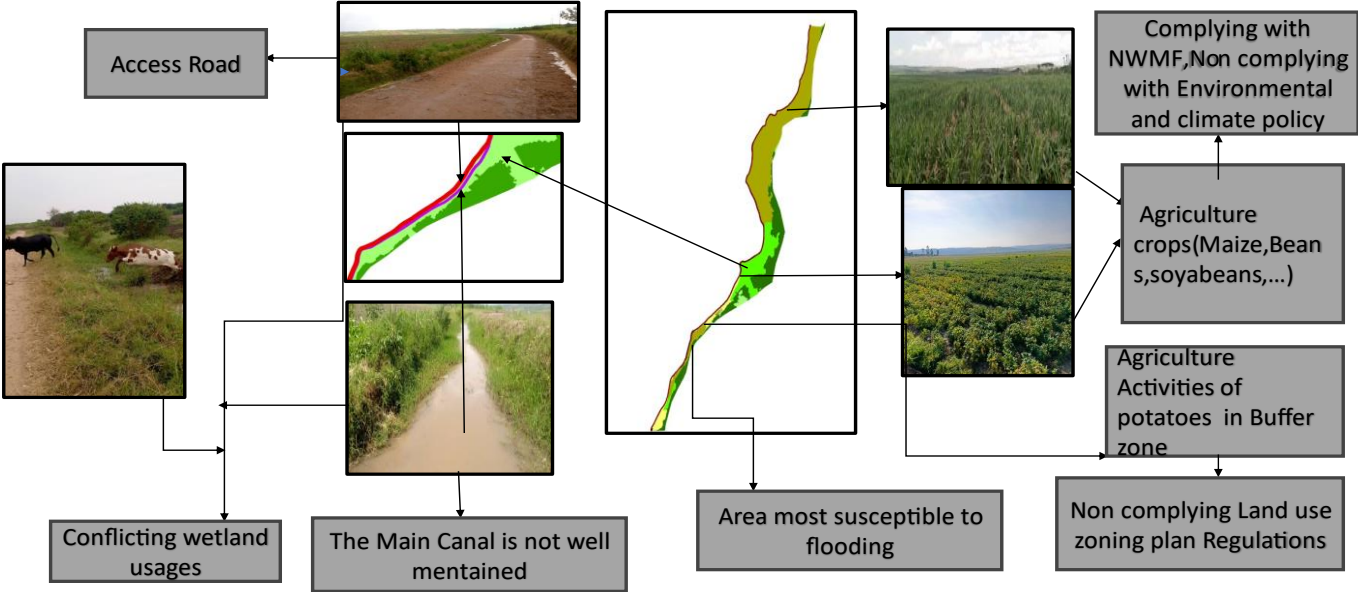 Access Road
Complying with
NWMF,Non complying
with Environmental
and climate policy
Agriculture
crops(Maize,Bean
s,soyabeans,...)
Agriculture
Activities of
potatoes in Buffer
zone
Non complying Land use
zoning plan Regulations
Area most susceptible to
flooding
The Main Canal is not well
mentained
Conflicting wetland
usages